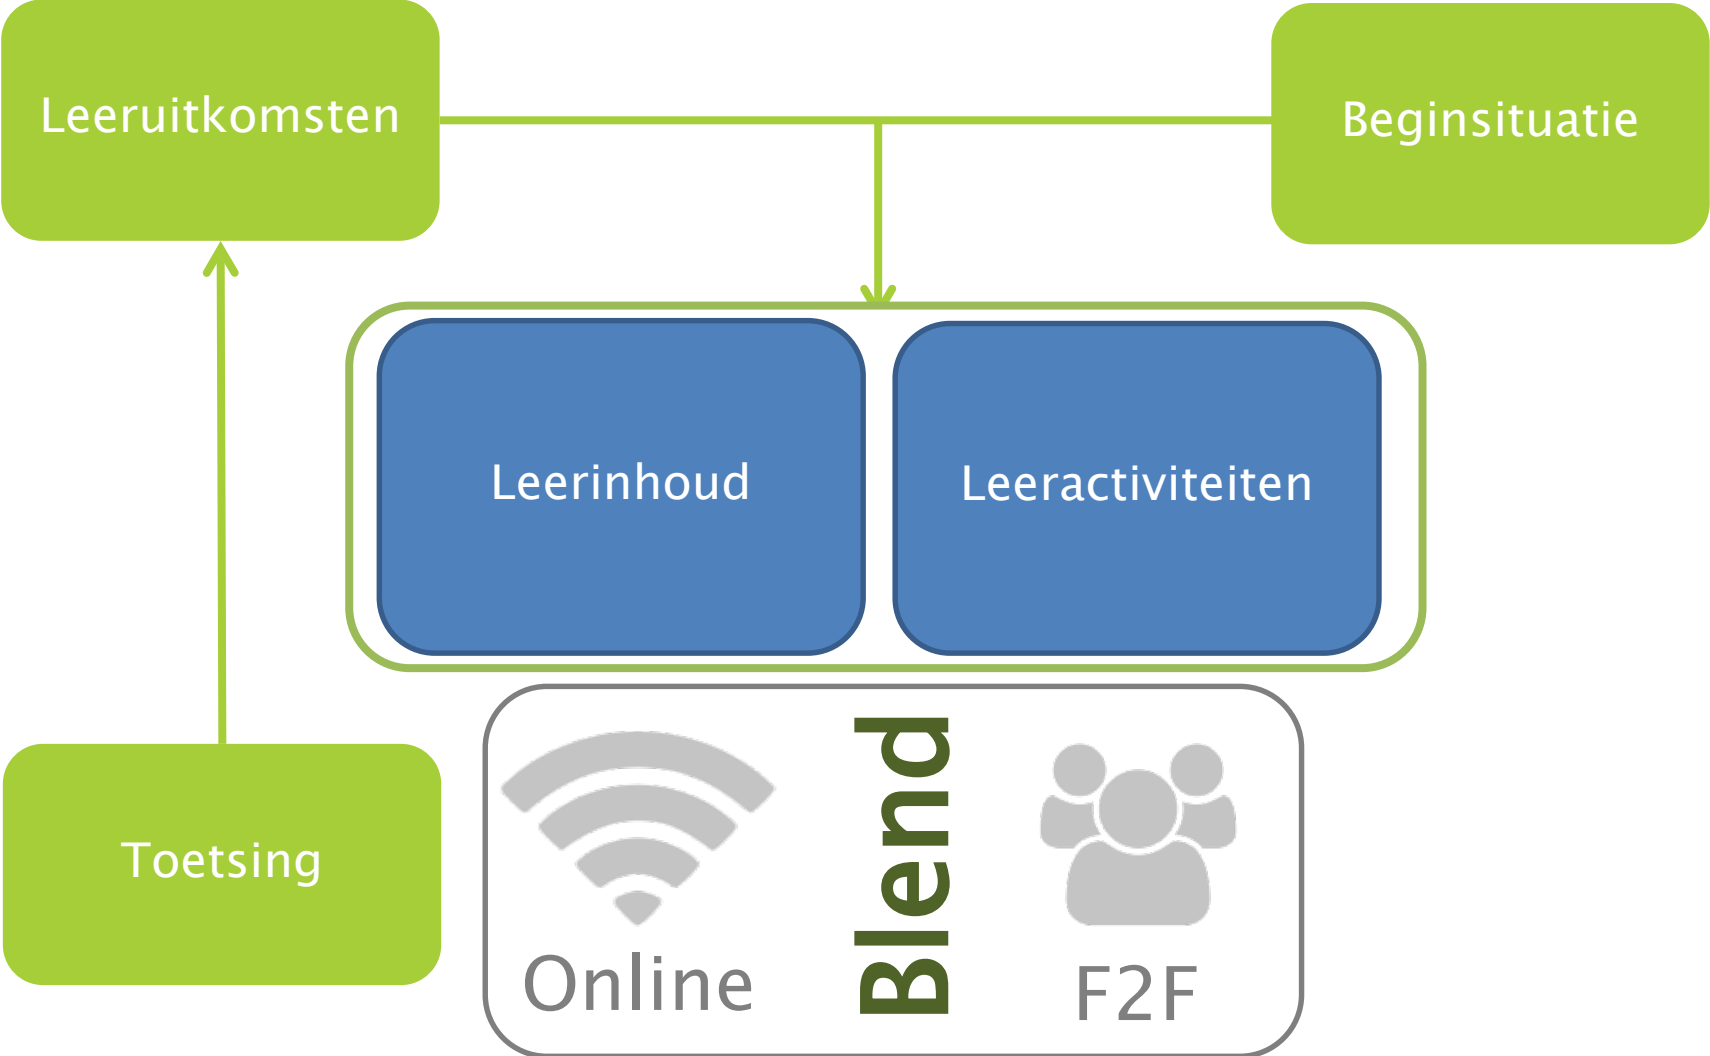 Leeruitkomsten
Beginsituatie
Leerinhoud
Leeractiviteiten
Toetsing
Online
Blend
F2F